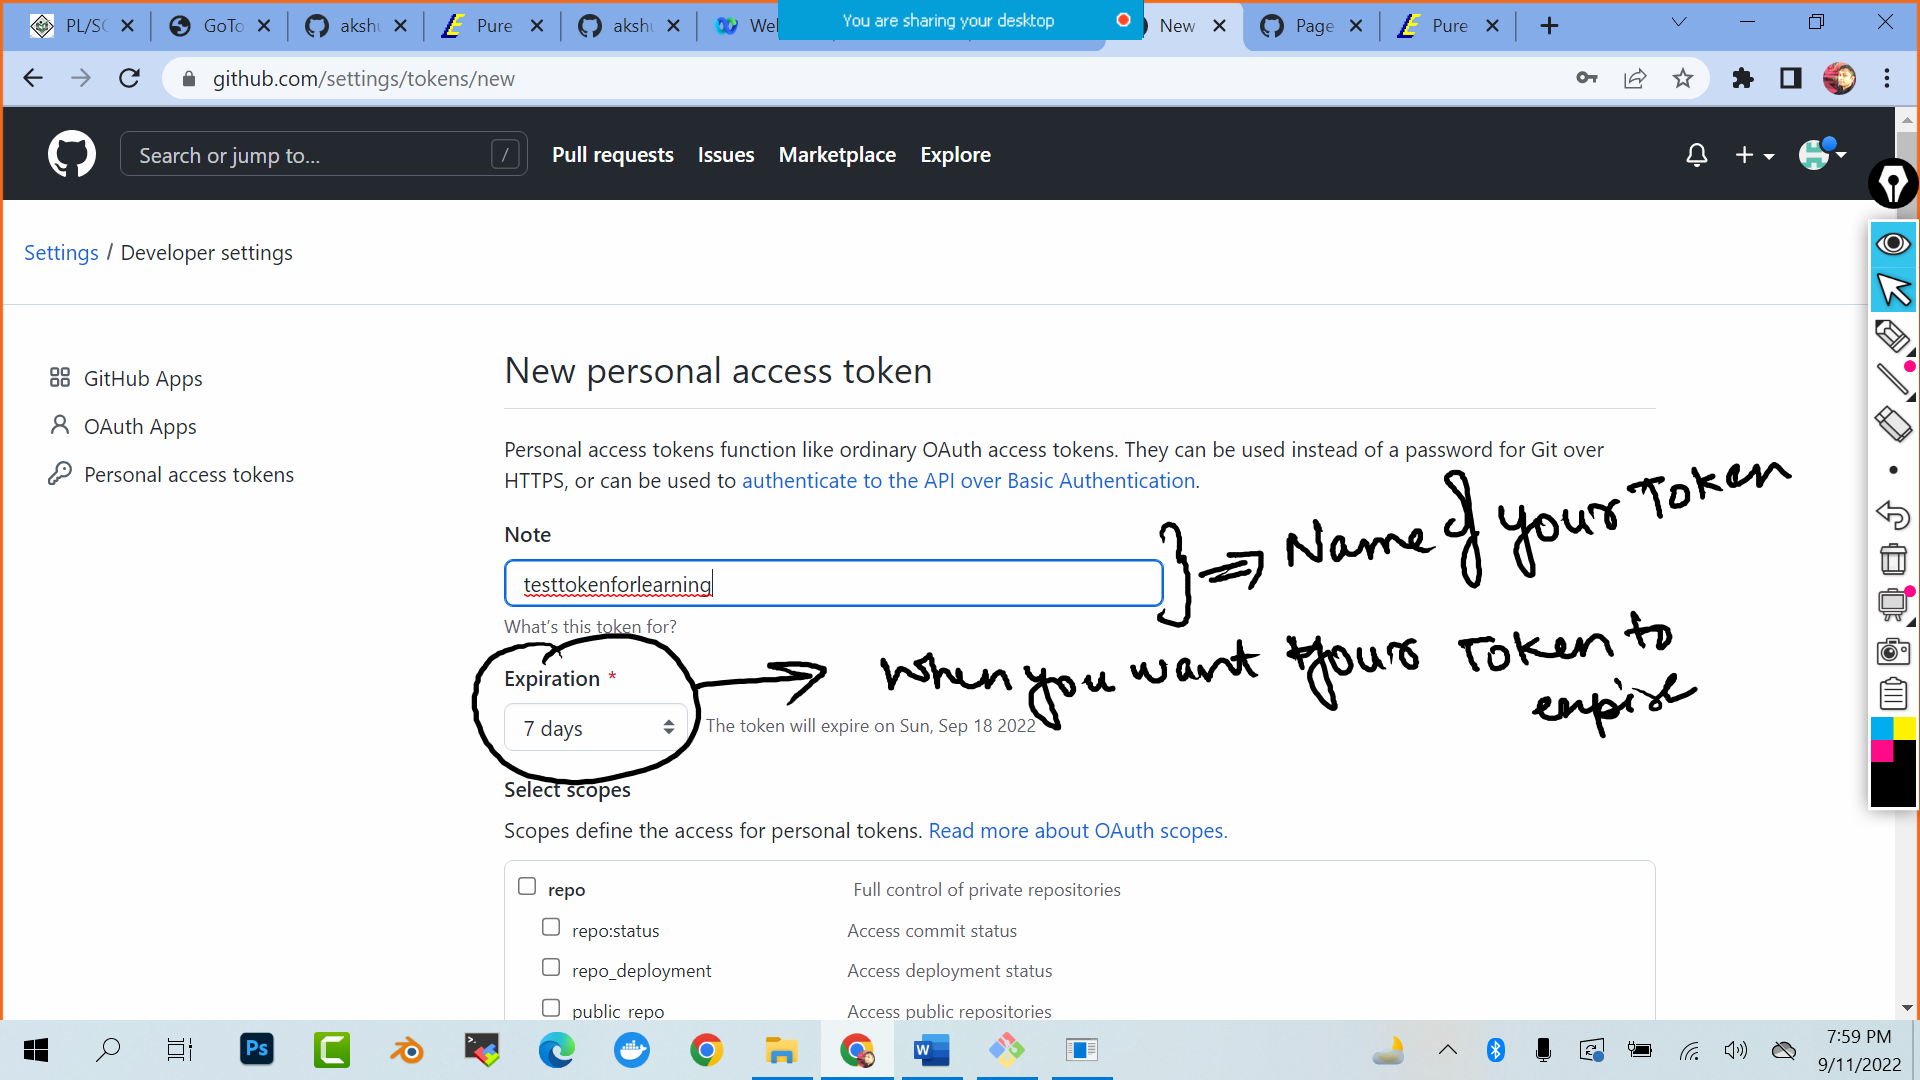 PL/SC
GoTo
akshu
Pure
akshu
We
You are sharing your desktop
New
Page
Pure
github.com/settings/tokens/new
Search or jump to...
/
Pull requests
Issues
Marketplace
Explore
Settings / Developer settings
GitHub Apps
OAuth Apps
Personal access tokens
New personal access token
Personal access tokens function like ordinary OAuth access tokens. They can be used instead of a password for Git over
HTTPS, or can be used to authenticate to the API over Basic Authentication.
Note
testtokenforlearning
Name of your Token
What's this token for?
Expiration *
When you want your Token to
expire
7 days
The token will expire on Sun, Sep 18 2022
Select scopes
Scopes define the access for personal tokens. Read more about OAuth scopes.
repo Full control of private repositories
repo:status Access commit status
repo_deployment Access deployment status
public_repo Access public repositories
Ps
C
W
7:59 PM
9/11/2022